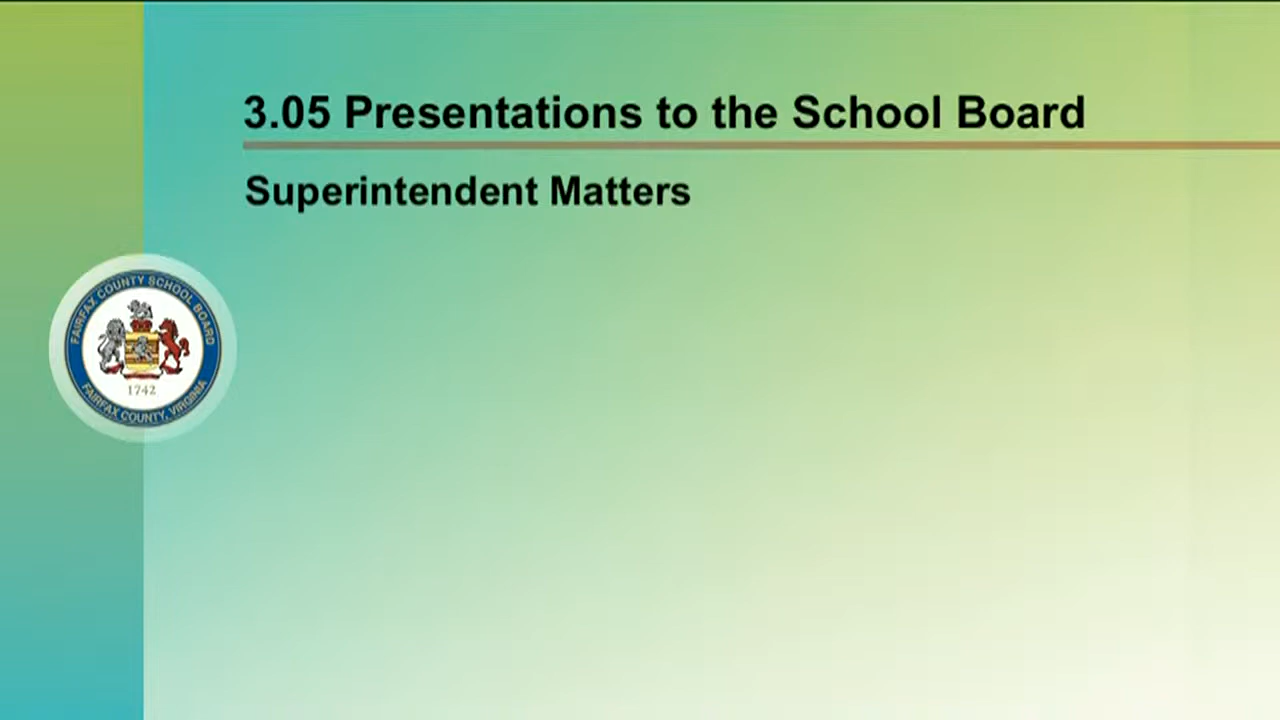 3.05 Presentations to the School Board
Superintendent Matters
FAIRFAX COUNTY SCHOOL BOARD
1742
FAIRFAX COUNTY, VIRGINIA